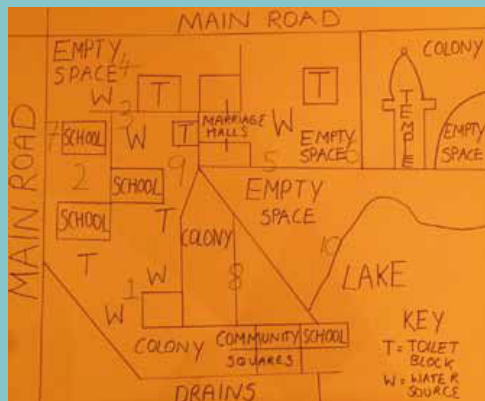 MAIN ROAD
EMPTY
SPACE
4
COLONY
W
T
T
3
MARRIAGE
HALLS
W
TEMPLE
7
SCHOOL
W
T
EMPTY
SPACE
6
EMPTY
SPACE
MAIN ROAD
2
9
5
SCHOOL
EMPTY
SPACE
SCHOOL
T
COLONY
10
T
W
8
LAKE
1
W
KEY
T = TOILET
BLOCK
W = WATER
SOURCE
COLONY
COMMUNITY
SQUARES
SCHOOL
DRAINS